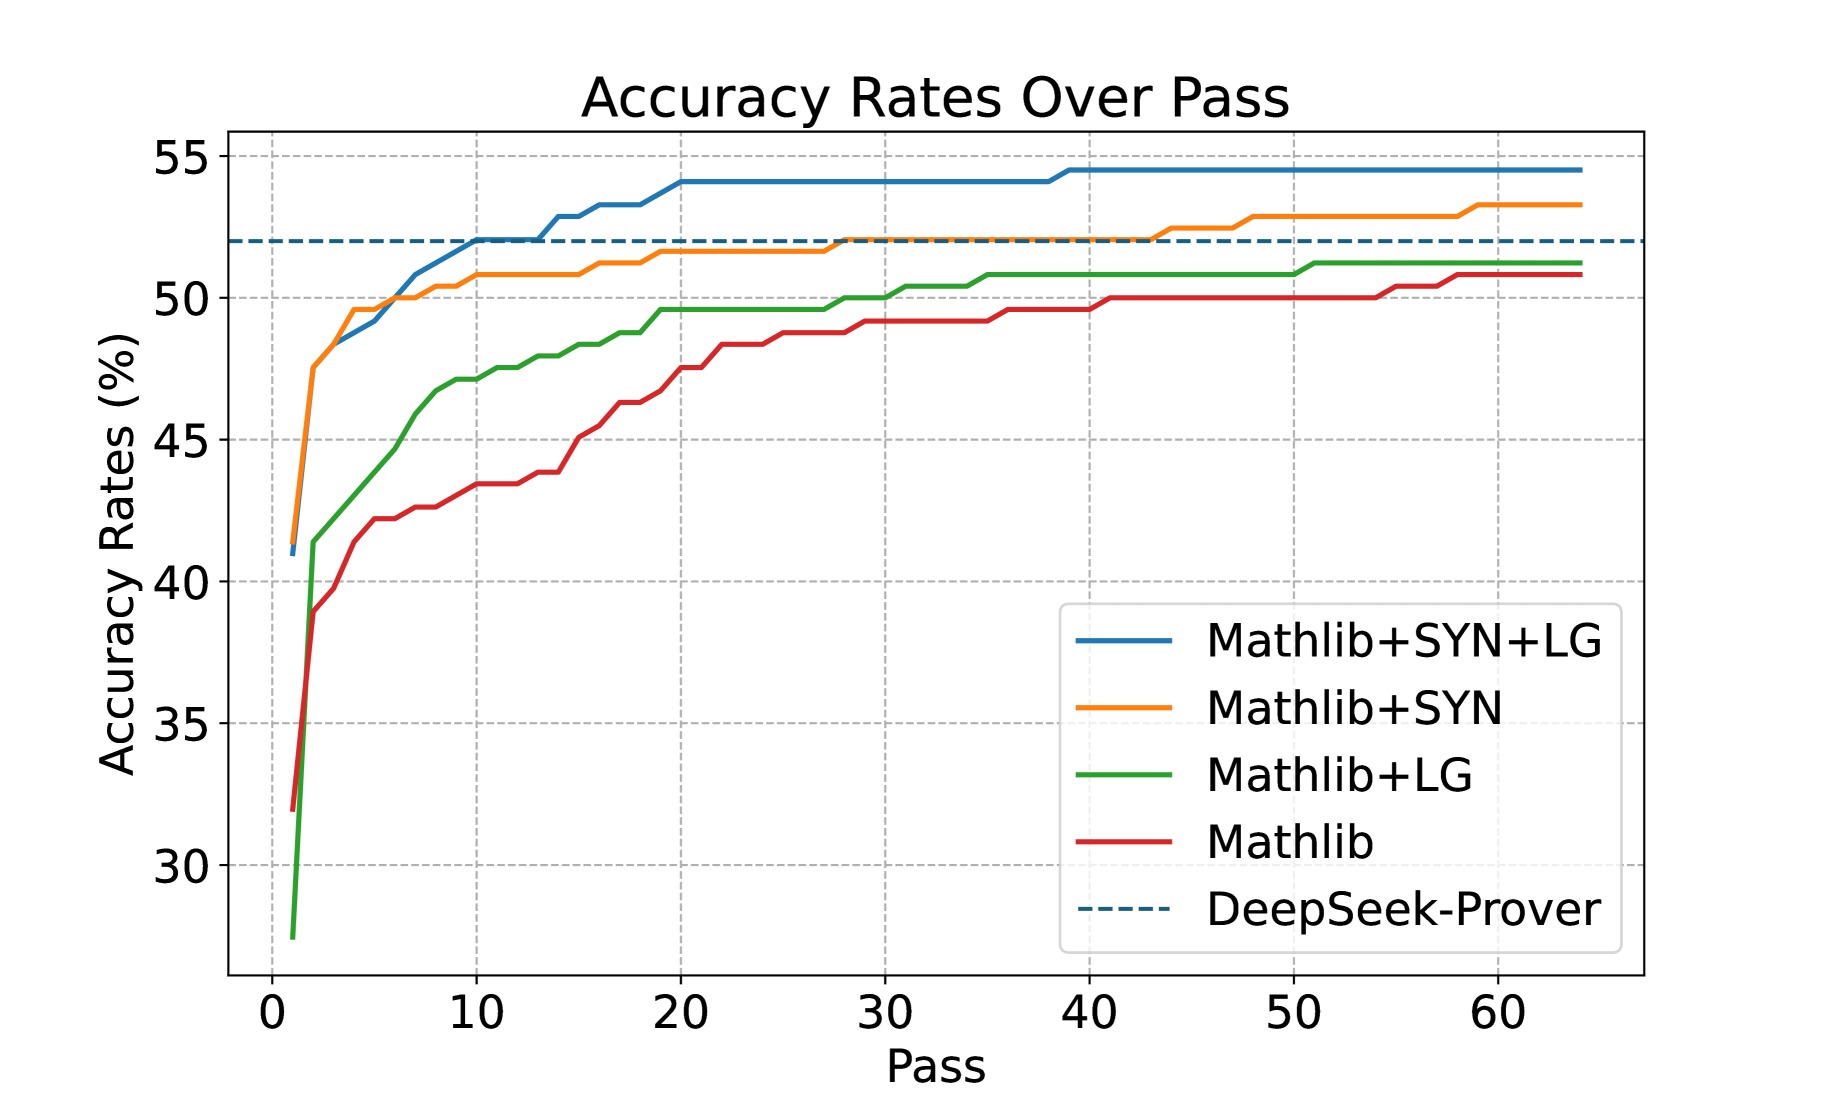 Accuracy Rates Over Pass
55
50
45
40
35
30
Accuracy Rates (%)
0 10 20 30 40 50 60
Pass
Mathlib+SYN+LG
Mathlib+SYN
Mathlib+LG
Mathlib
DeepSeek-Prover